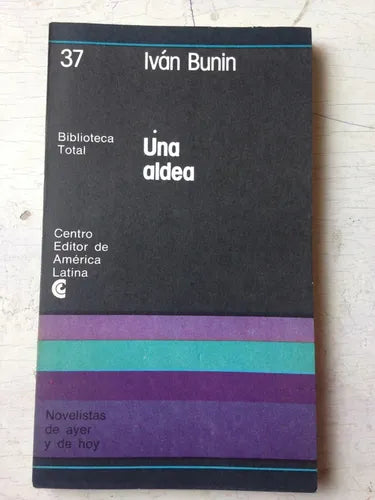 37
Iván Bunin
Biblioteca
Total
Una
aldea
Centro
Editor de
América
Latina
Novelistas
de ayer
y de hoy